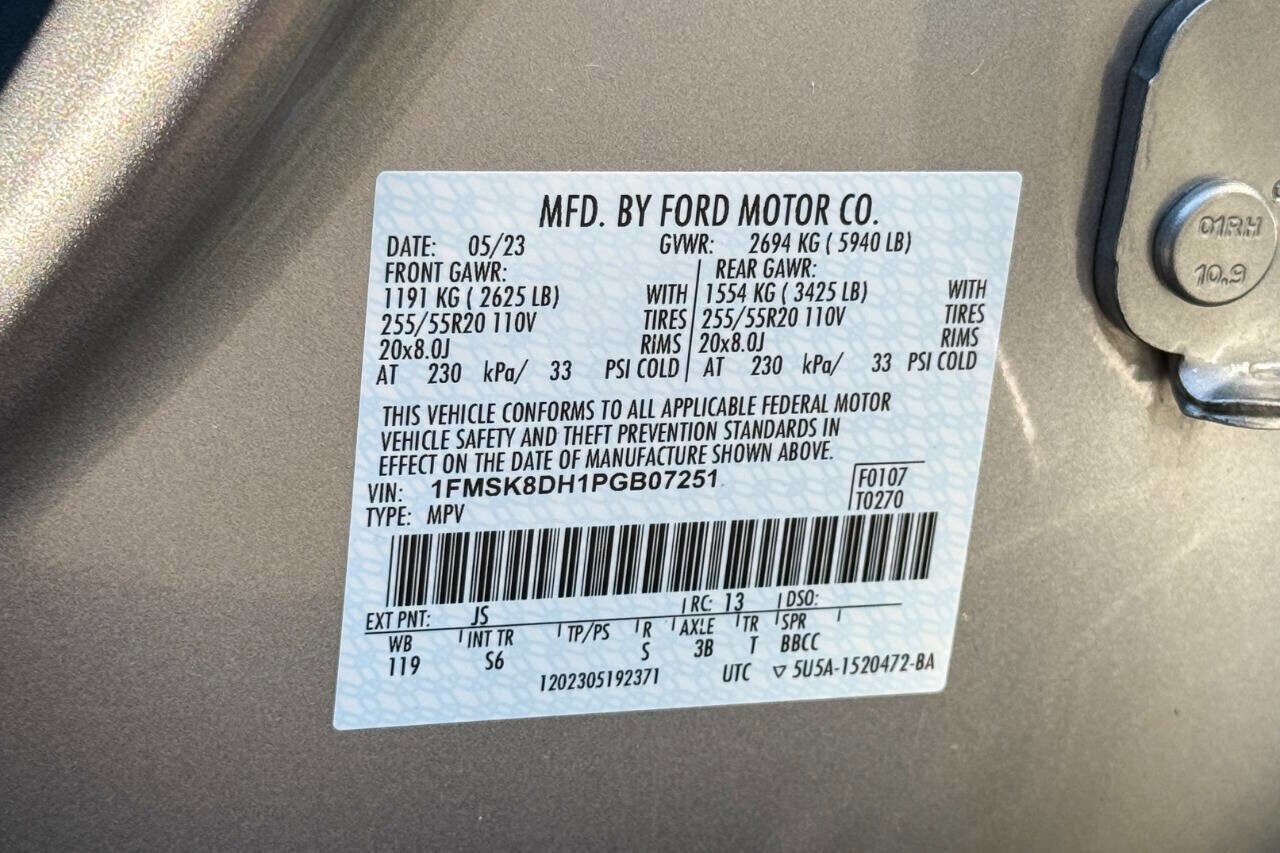 MFD. BY FORD MOTOR CO.
DATE: 05/23 GVWR: 2694 KG ( 5940 LB)
FRONT GAWR: REAR GAWR:
1191 KG ( 2625 LB) WITH 1554 KG ( 3425 LB) WITH
255/55R20 110V TIRES 255/55R20 110V TIRES
20x8.0J RIMS 20x8.0J RIMS
AT 230 kPa/ 33 PSI COLD AT 230 kPa/ 33 PSI COLD
THIS VEHICLE CONFORMS TO ALL APPLICABLE FEDERAL MOTOR
VEHICLE SAFETY AND THEFT PREVENTION STANDARDS IN
EFFECT ON THE DATE OF MANUFACTURE SHOWN ABOVE.
VIN: 1FMSK8DH1PGB07251 F0107
TYPE: MPV T0270
EXT PNT: JS RC: 13 DSO:
WB INT TR TP/PS R AXLE TR SPR
119 S6 S 3B T BBCC
1202305192371 UTC ▽ 5U5A-1520472-BA
01RH
10.9